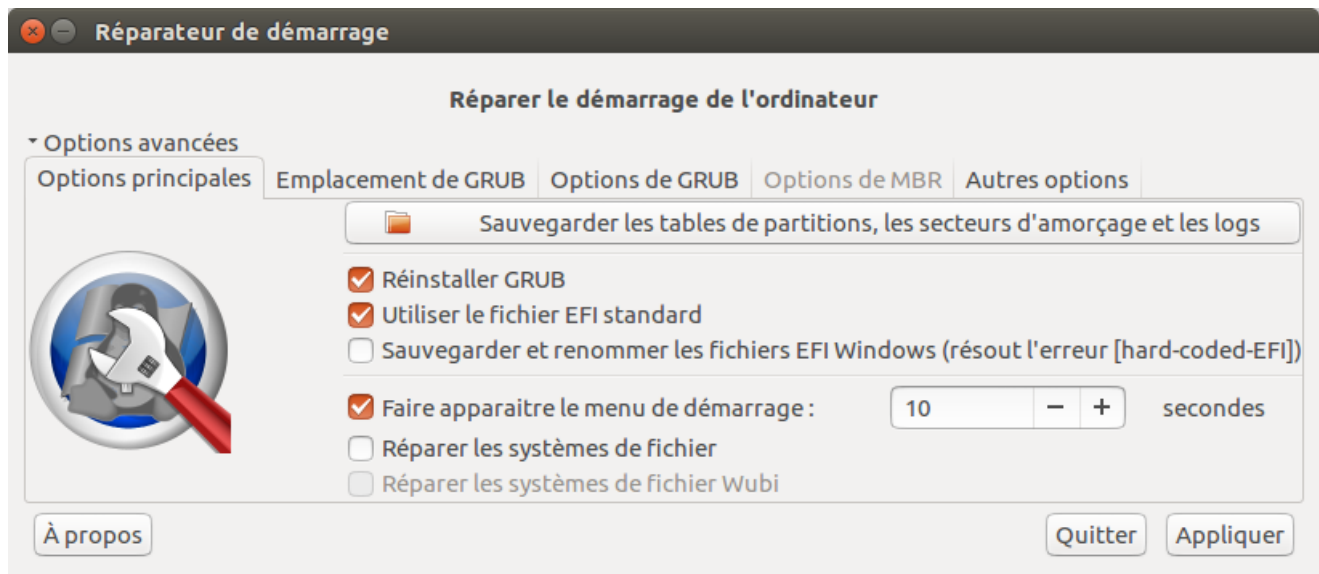 Réparateur de démarrage
Réparer le démarrage de l'ordinateur
Options avancées
Options principales Emplacement de GRUB Options de GRUB Options de MBR Autres options
Sauvegarder les tables de partitions, les secteurs d'amorçage et les logs
Réinstaller GRUB
Utiliser le fichier EFI standard
Sauvegarder et renommer les fichiers EFI Windows (résout l'erreur [hard-coded-EFI])
Faire apparaitre le menu de démarrage : 10 − + secondes
Réparer les systèmes de fichier
Réparer les systèmes de fichier Wubi
À propos Quitter Appliquer